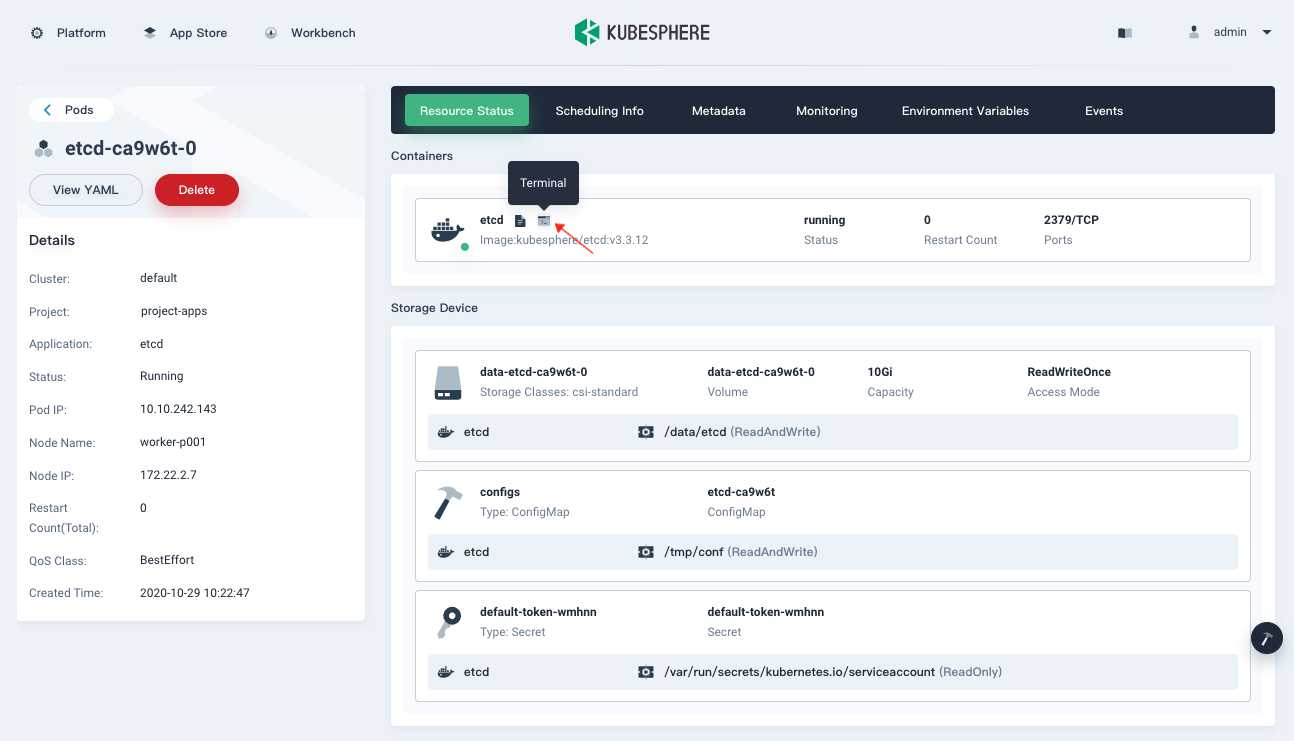 Platform
App Store
Workbench
KUBESPHERE
admin
Pods
etcd-ca9w6t-0
View YAML
Delete
Details
Cluster: default
Project: project-apps
Application: etcd
Status: Running
Pod IP: 10.10.242.143
Node Name: worker-p001
Node IP: 172.22.2.7
Restart Count(Total): 0
QoS Class: BestEffort
Created Time: 2020-10-29 10:22:47
Resource Status
Scheduling Info
Metadata
Monitoring
Environment Variables
Events
Containers
Terminal
etcd
Image:kubesphere/etcd:v3.3.12
running
Status
0
Restart Count
2379/TCP
Ports
Storage Device
data-etcd-ca9w6t-0
Storage Classes: csi-standard
data-etcd-ca9w6t-0
Volume
10Gi
Capacity
ReadWriteOnce
Access Mode
etcd
/data/etcd (ReadAndWrite)
configs
Type: ConfigMap
etcd-ca9w6t
ConfigMap
etcd
/tmp/conf (ReadAndWrite)
default-token-wmhnn
Type: Secret
default-token-wmhnn
Secret
etcd
/var/run/secrets/kubernetes.io/serviceaccount (ReadOnly)